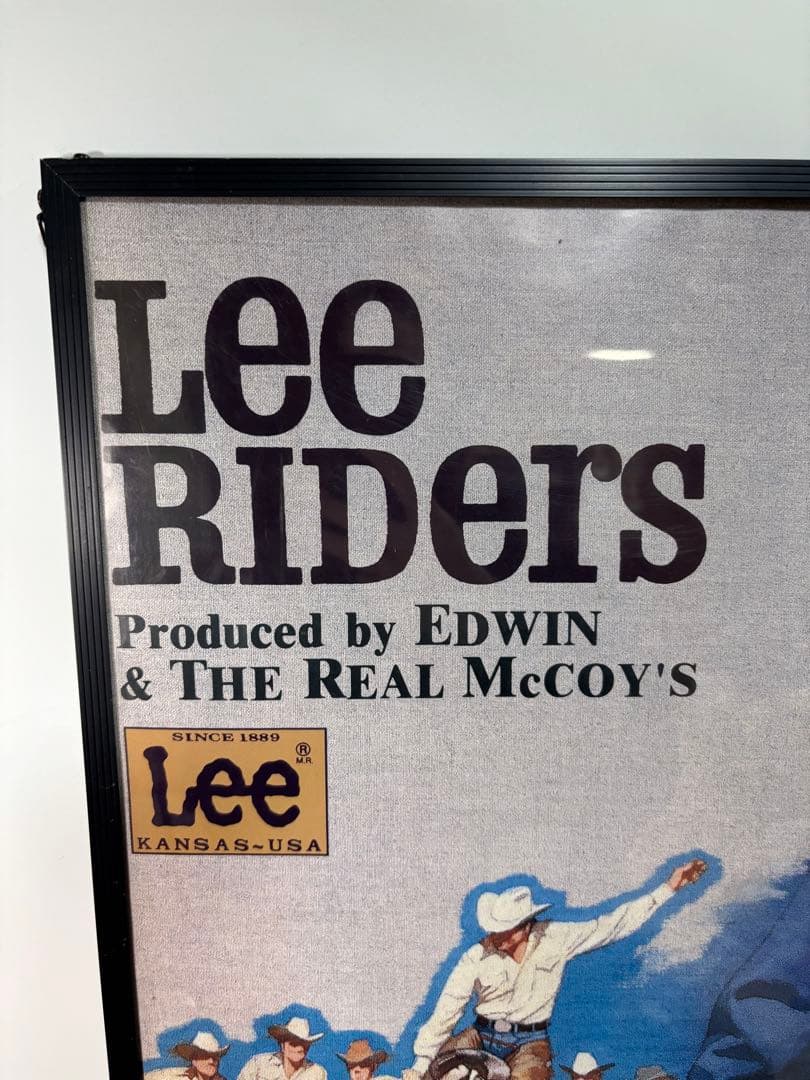 Lee
RIDers
Produced by EDWIN
& THE REAL McCOY'S
SINCE 1889
Lee ®
M.R.
KANSAS~USA